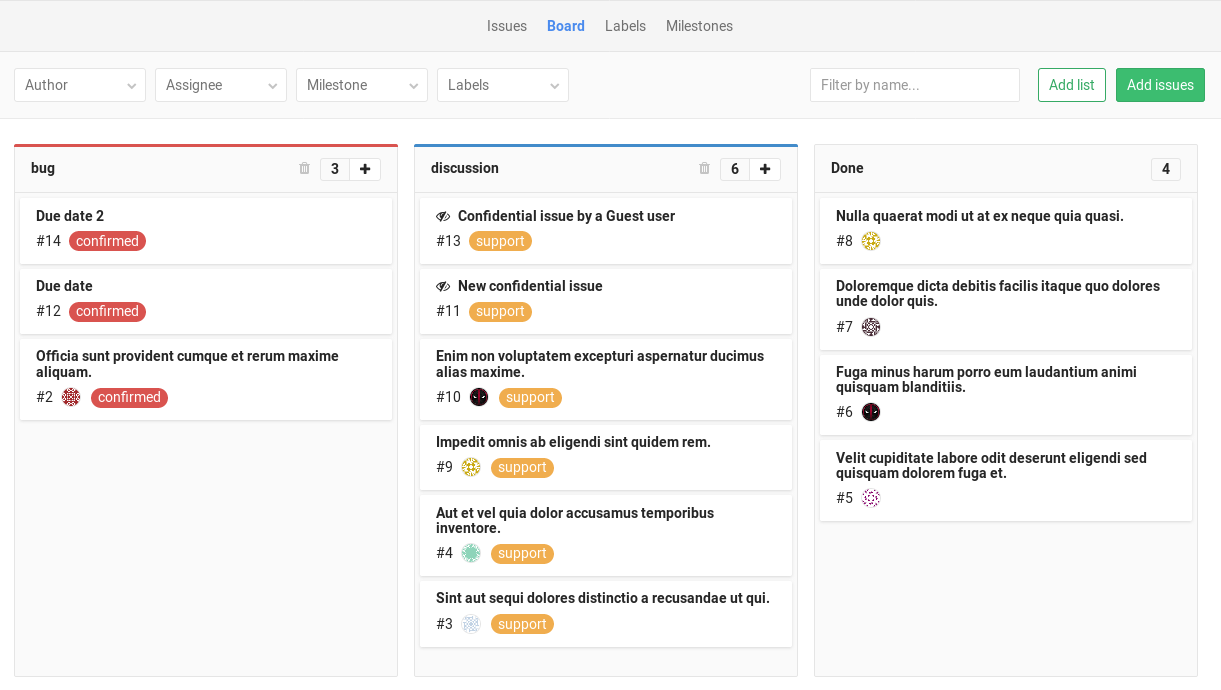 Issues Board Labels Milestones
Author Assignee Milestone Labels Filter by name... Add list Add issues
bug 3
Due date 2
#14 confirmed
Due date
#12 confirmed
Officia sunt provident cumque et rerum maxime
aliquam.
#2 confirmed
discussion 6
Confidential issue by a Guest user
#13 support
New confidential issue
#11 support
Enim non voluptatem excepturi aspernatur ducimus
alias maxime.
#10 support
Impedit omnis ab eligendi sint quidem rem.
#9 support
Aut et vel quia dolor accusamus temporibus
inventore.
#4 support
Sint aut sequi dolores distinctio a recusandae ut qui.
#3 support
Done 4
Nulla quaerat modi ut at ex neque quia quasi.
#8
Doloremque dicta debitis facilis itaque quo dolores
unde dolor quis.
#7
Fuga minus harum porro eum laudantium animi
quisquam blanditiis.
#6
Velit cupiditate labore odit deserunt eligendi sed
quisquam dolorem fuga et.
#5